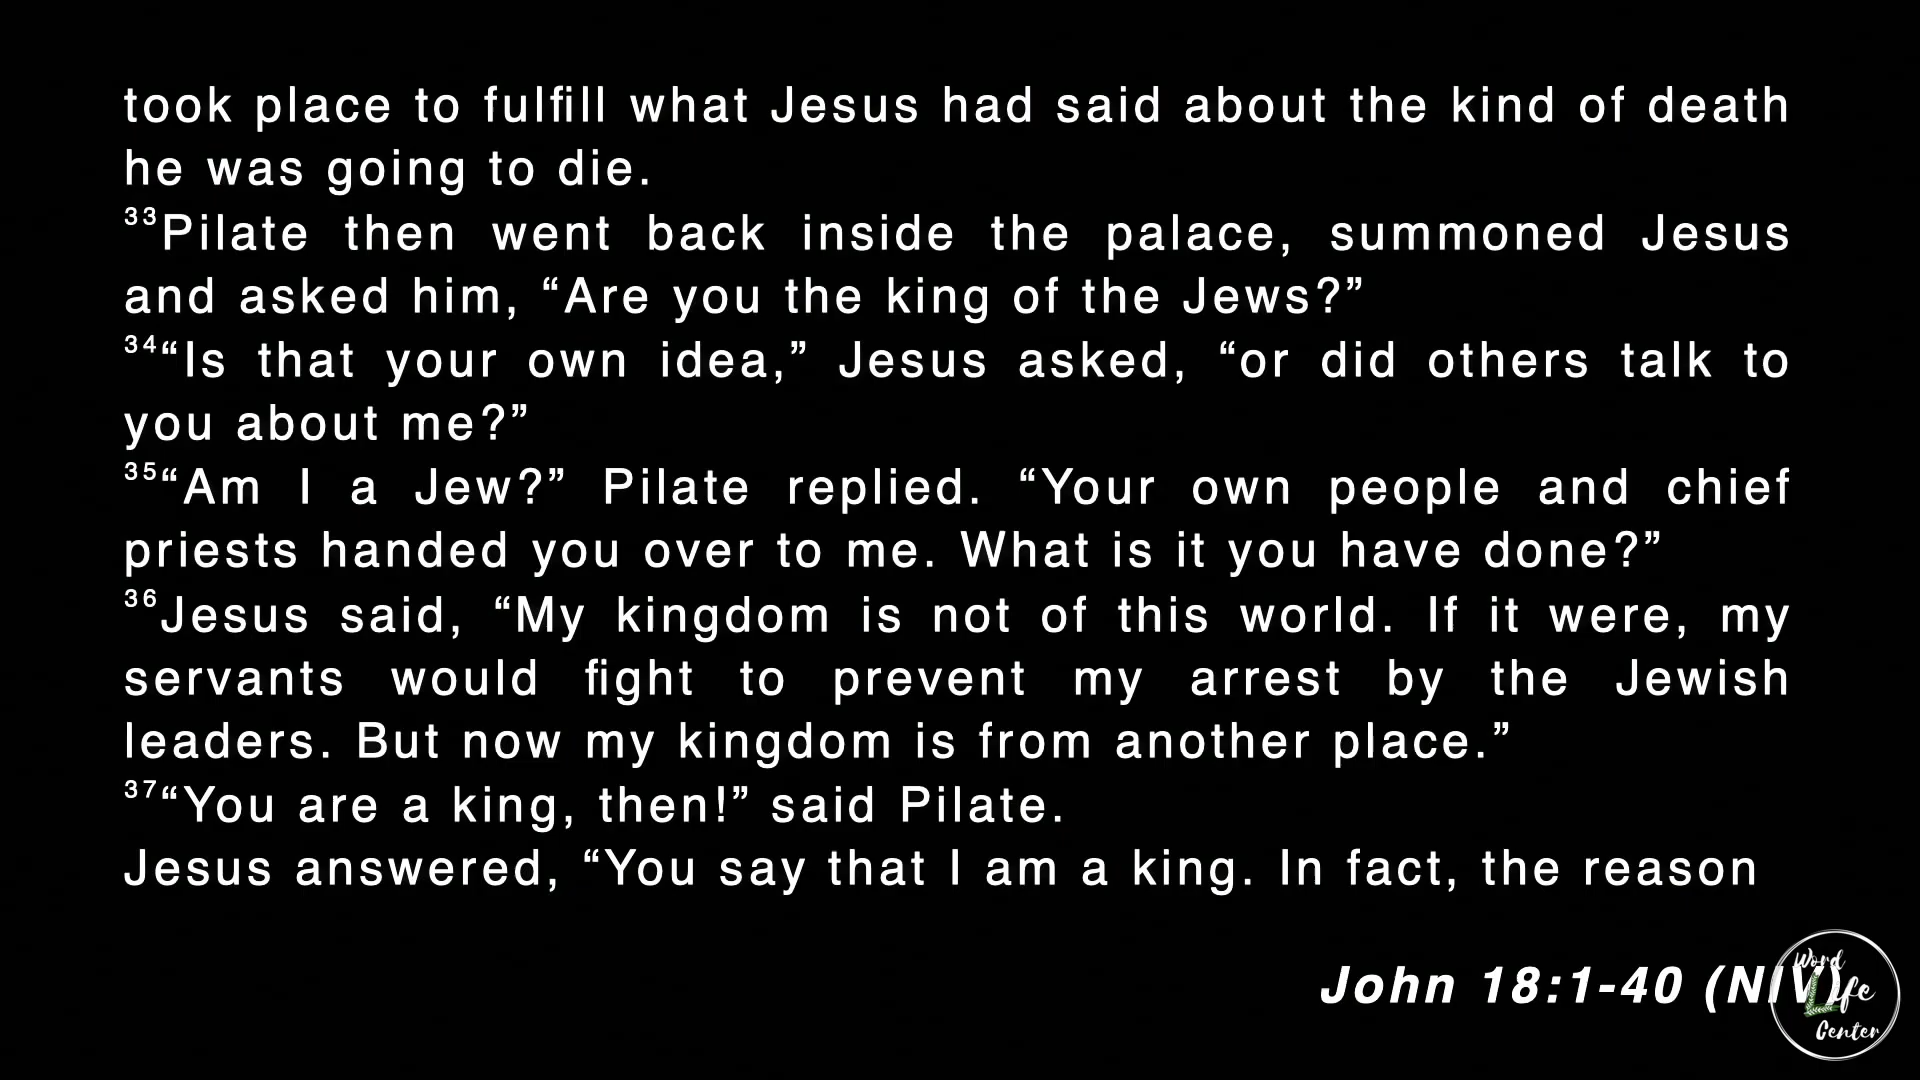 took place to fulfill what Jesus had said about the kind of death
he was going to die.
³³Pilate then went back inside the palace, summoned Jesus
and asked him, “Are you the king of the Jews?”
³⁴“Is that your own idea,” Jesus asked, “or did others talk to
you about me?”
³⁵“Am I a Jew?” Pilate replied. “Your own people and chief
priests handed you over to me. What is it you have done?”
³⁶Jesus said, “My kingdom is not of this world. If it were, my
servants would fight to prevent my arrest by the Jewish
leaders. But now my kingdom is from another place.”
³⁷“You are a king, then!” said Pilate.
Jesus answered, “You say that I am a king. In fact, the reason
John 18:1-40 (NIV)
Word
Life
Center